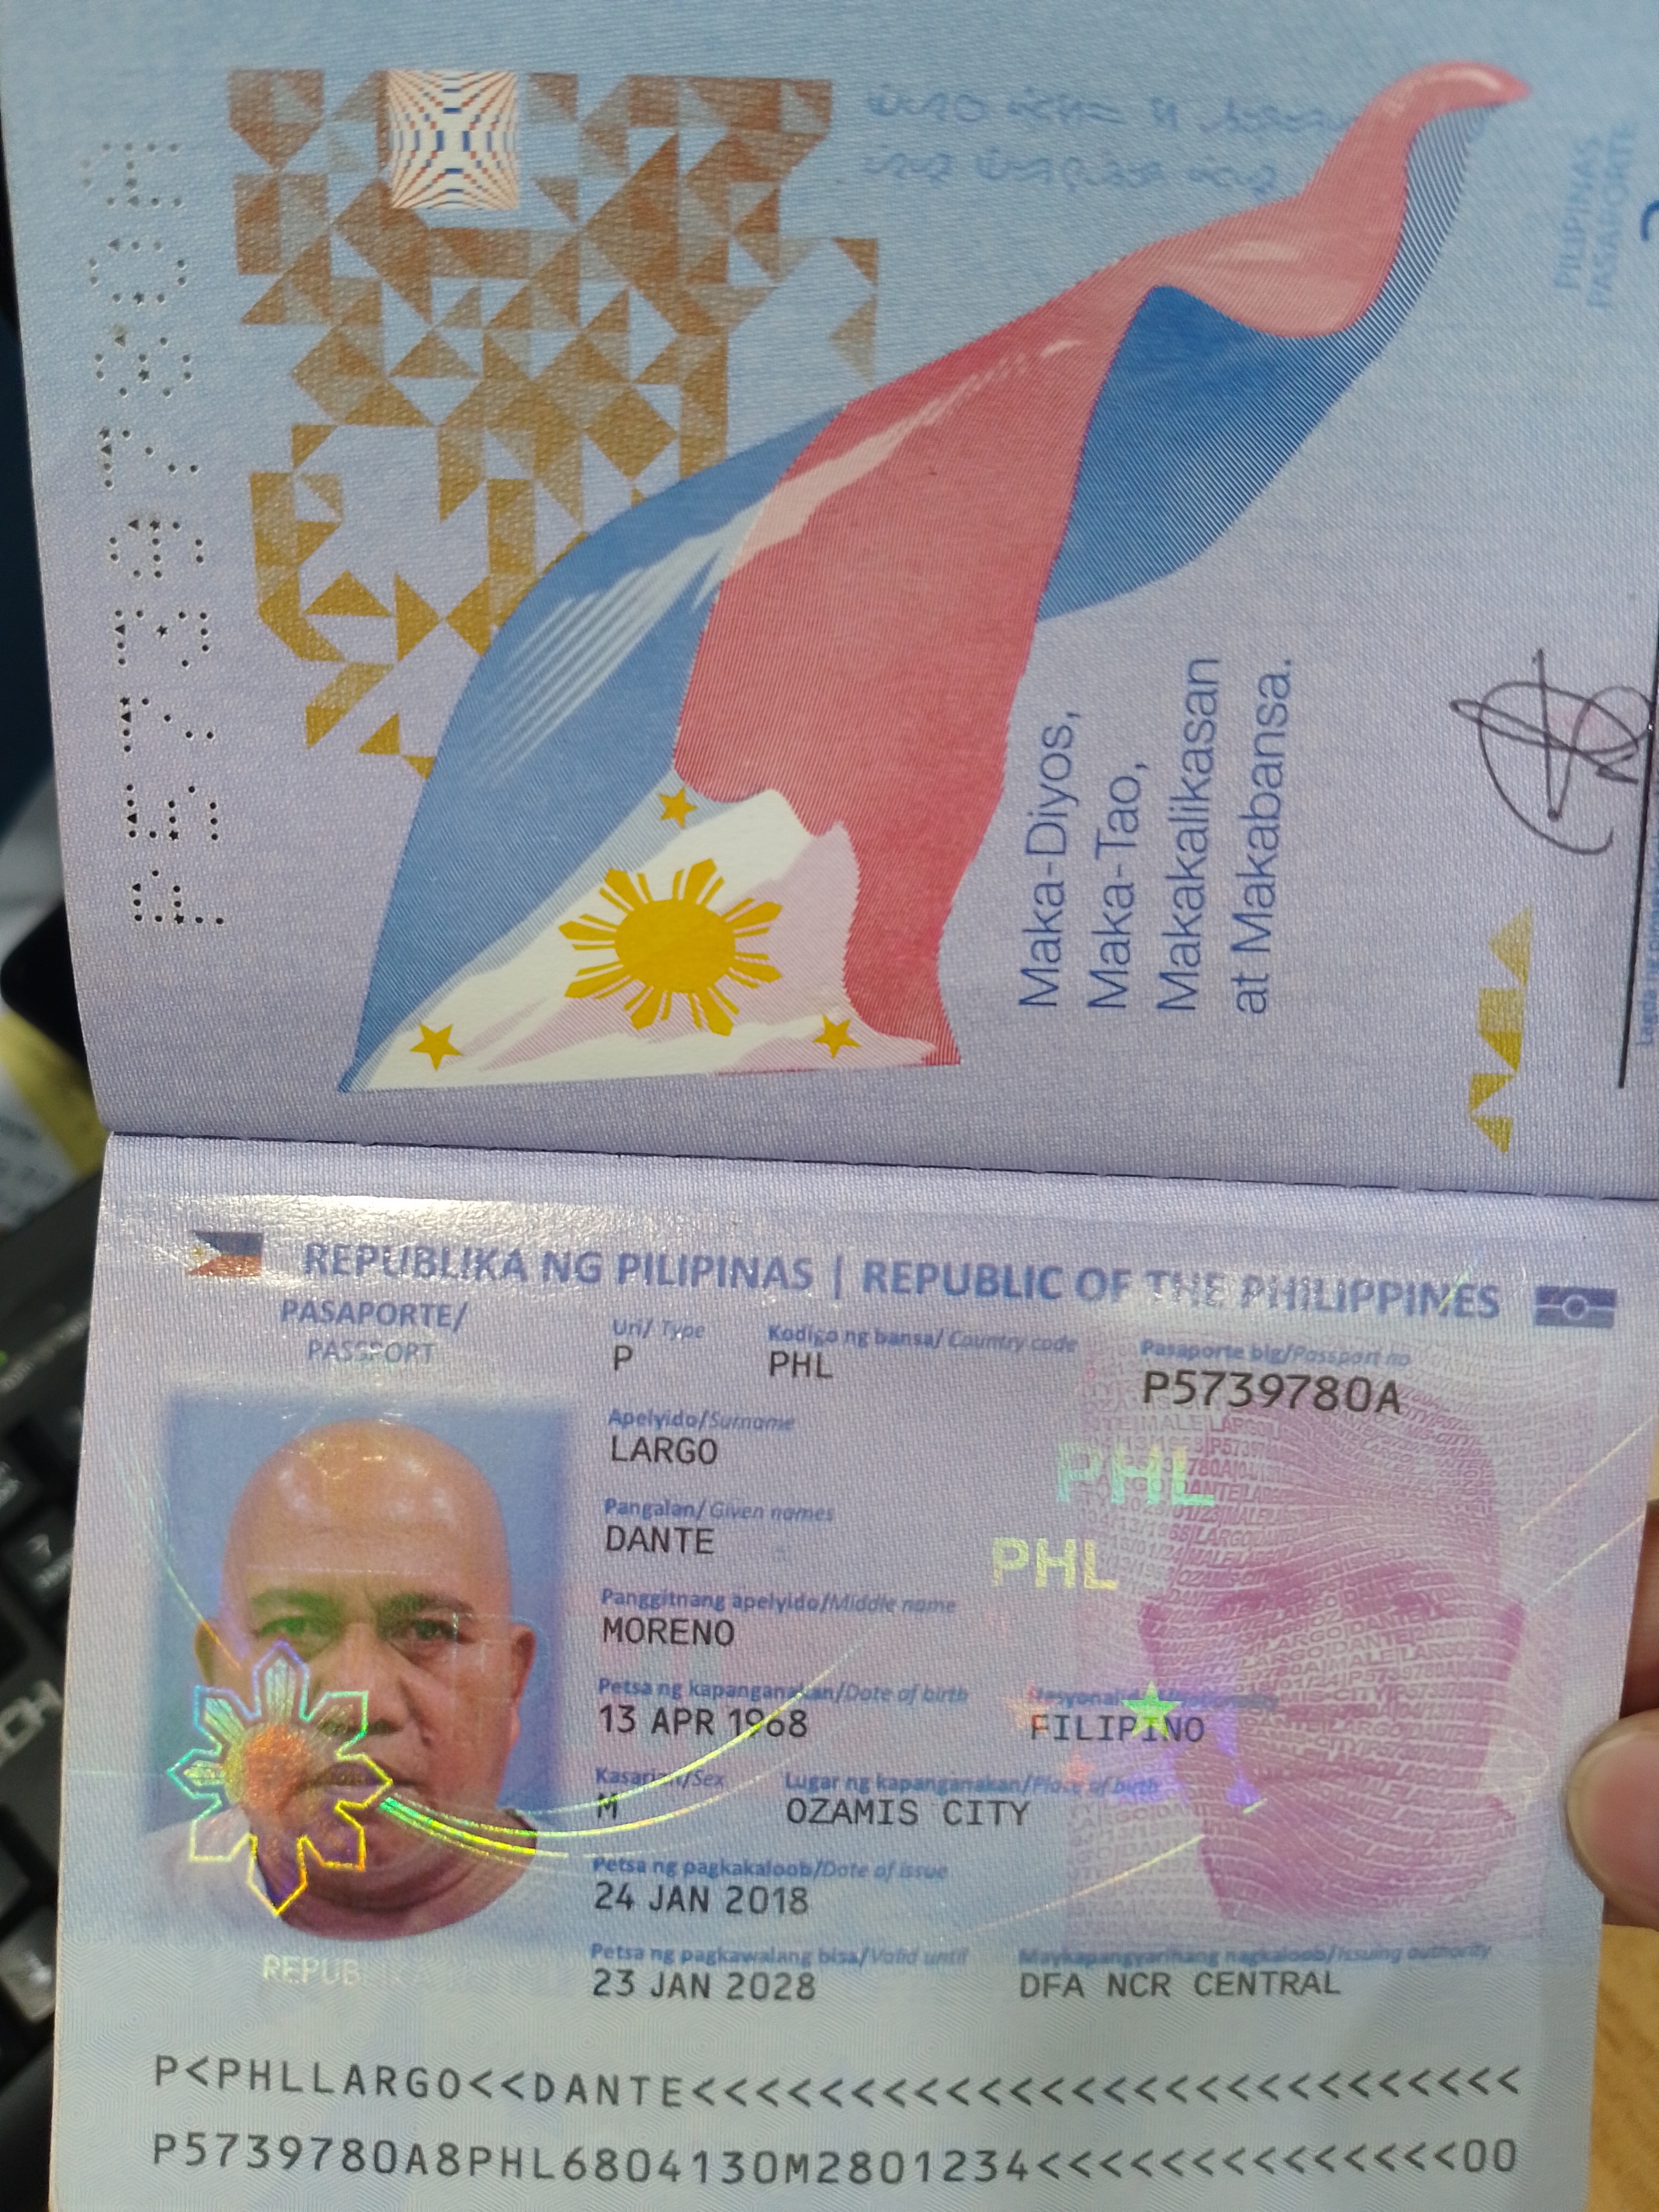 P5739780A
PILIPINAS
PASAPORTE
Maka-Diyos,
Maka-Tao,
Makakalikasan
at Makabansa.
REPUBLIKA NG PILIPINAS | REPUBLIC OF THE PHILIPPINES
PASAPORTE/
PASSPORT
Uri/ Type
P
Kodigo ng bansa/ Country code
PHL
Pasaporte blg/Passport no
P5739780A
Apelyido/Surname
LARGO
PHL
Pangalan/ Given names
DANTE
PHL
Panggitnang apelyido/Middle name
MORENO
Petsa ng kapanganakan/Date of birth
13 APR 1968
FILIPINO
Kasarian/Sex
M
Lugar ng kapanganakan/Place of birth
OZAMIS CITY
Petsa ng pagkakaloob/Date of issue
24 JAN 2018
Petsa ng pagkawalang bisa/Valid until
23 JAN 2028
Maykapangyarihang nagkaloob/Issuing authority
DFA NCR CENTRAL
P<PHLLARGO<<DANTE<<<<<<<<<<<<<<<<<<<<<<<<<<<
P5739780A8PHL6804130M2801234<<<<<<<<<<<<<<00